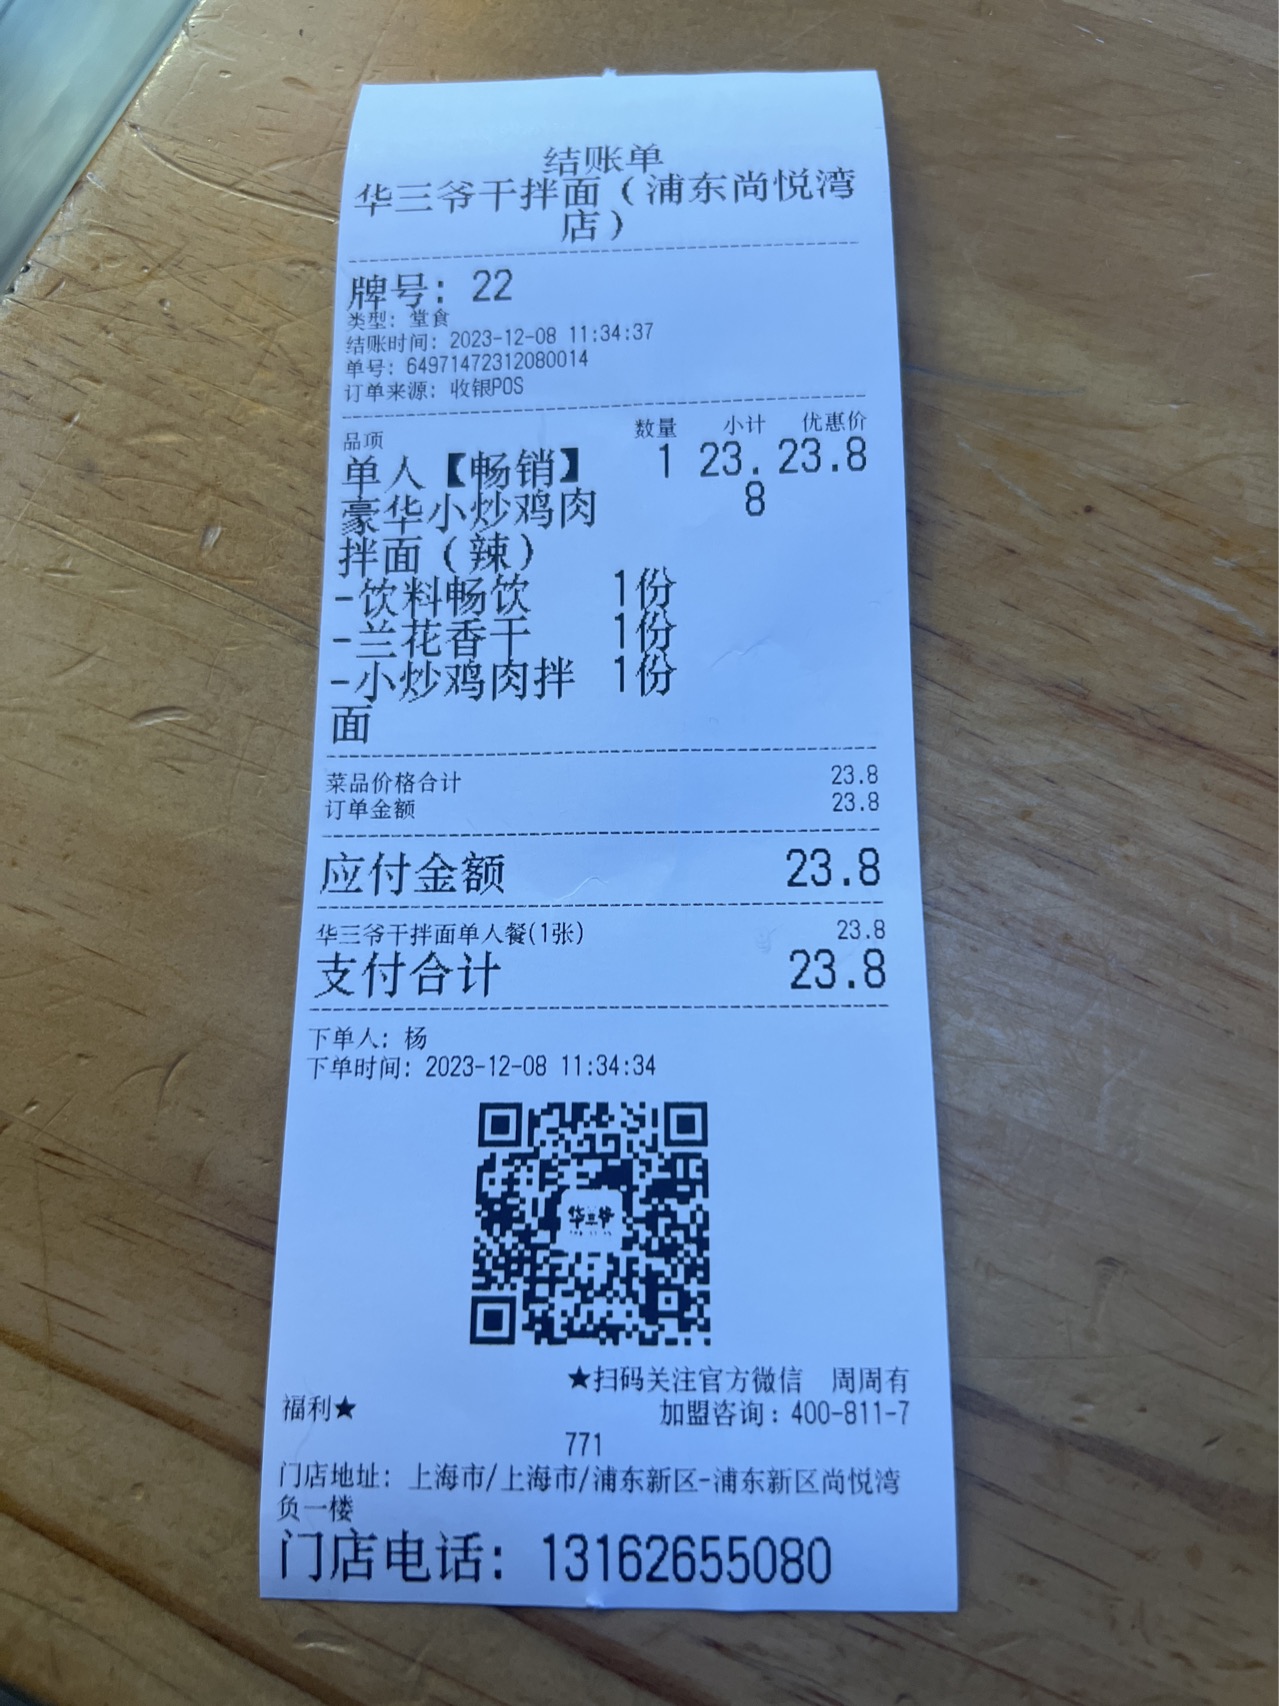 结账单
华三爷干拌面（浦东尚悦湾
店）
牌号：22
类型：堂食
结账时间：2023-12-08 11:34:37
单号：64971472312080014
订单来源：收银POS
品项 数量 小计 优惠价
单人【畅销】 1 23. 23.8
豪华小炒鸡肉 8
拌面（辣）
-饮料畅饮 1份
-兰花香干 1份
-小炒鸡肉拌 1份
面
菜品价格合计 23.8
订单金额 23.8
应付金额 23.8
华三爷干拌面单人餐(1张) 23.8
支付合计 23.8
下单人：杨
下单时间：2023-12-08 11:34:34
华三爷
★扫码关注官方微信 周周有
福利★ 加盟咨询：400-811-7
771
门店地址：上海市/上海市/浦东新区-浦东新区尚悦湾
负一楼
门店电话：13162655080